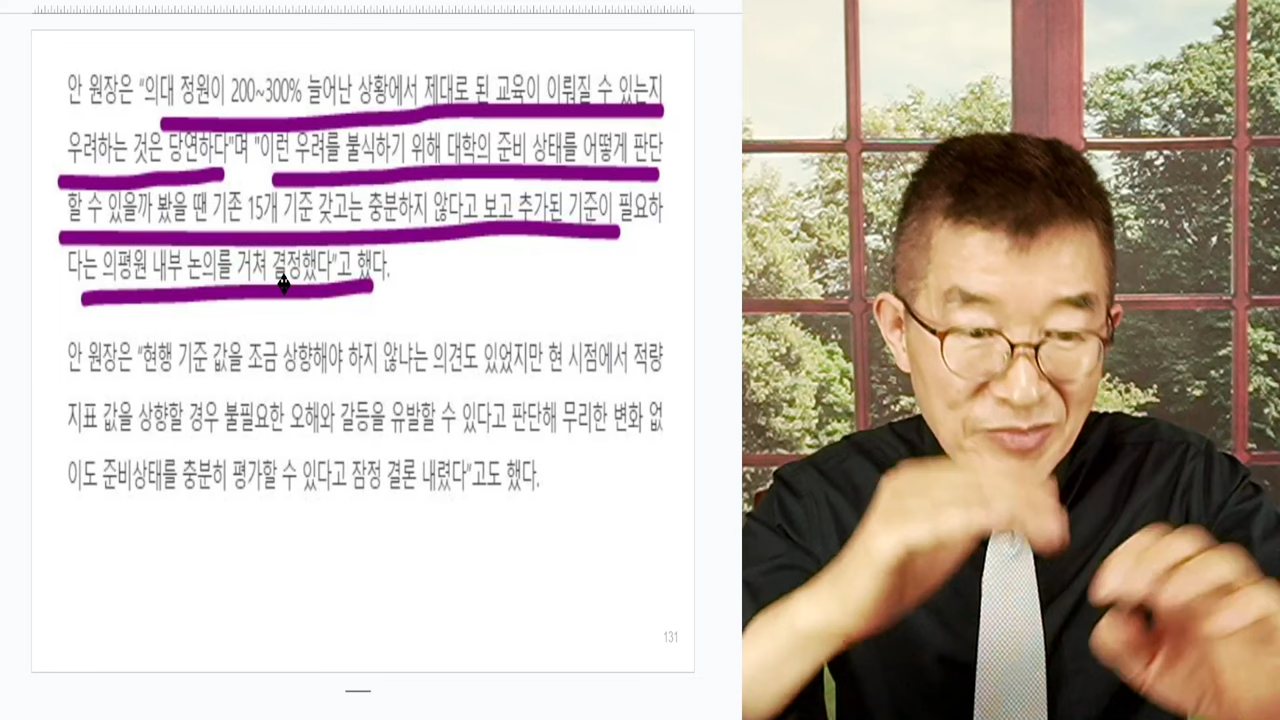 안 원장은 “의대 정원이 200~300% 늘어난 상황에서 제대로 된 교육이 이뤄질 수 있는지
우려하는 것은 당연하다”며 “이런 우려를 불식하기 위해 대학의 준비 상태를 어떻게 판단
할 수 있을까 봤을 땐 기존 15개 기준 갖고는 충분하지 않다고 보고 추가된 기준이 필요하
다는 의평원 내부 논의를 거쳐 결정했다”고 했다.
안 원장은 “현행 기준 값을 조금 상향해야 하지 않냐는 의견도 있었지만 현 시점에서 적량
지표 값을 상향할 경우 불필요한 오해와 갈등을 유발할 수 있다고 판단해 무리한 변화 없
이도 준비상태를 충분히 평가할 수 있다고 잠정 결론 내렸다”고도 했다.
131